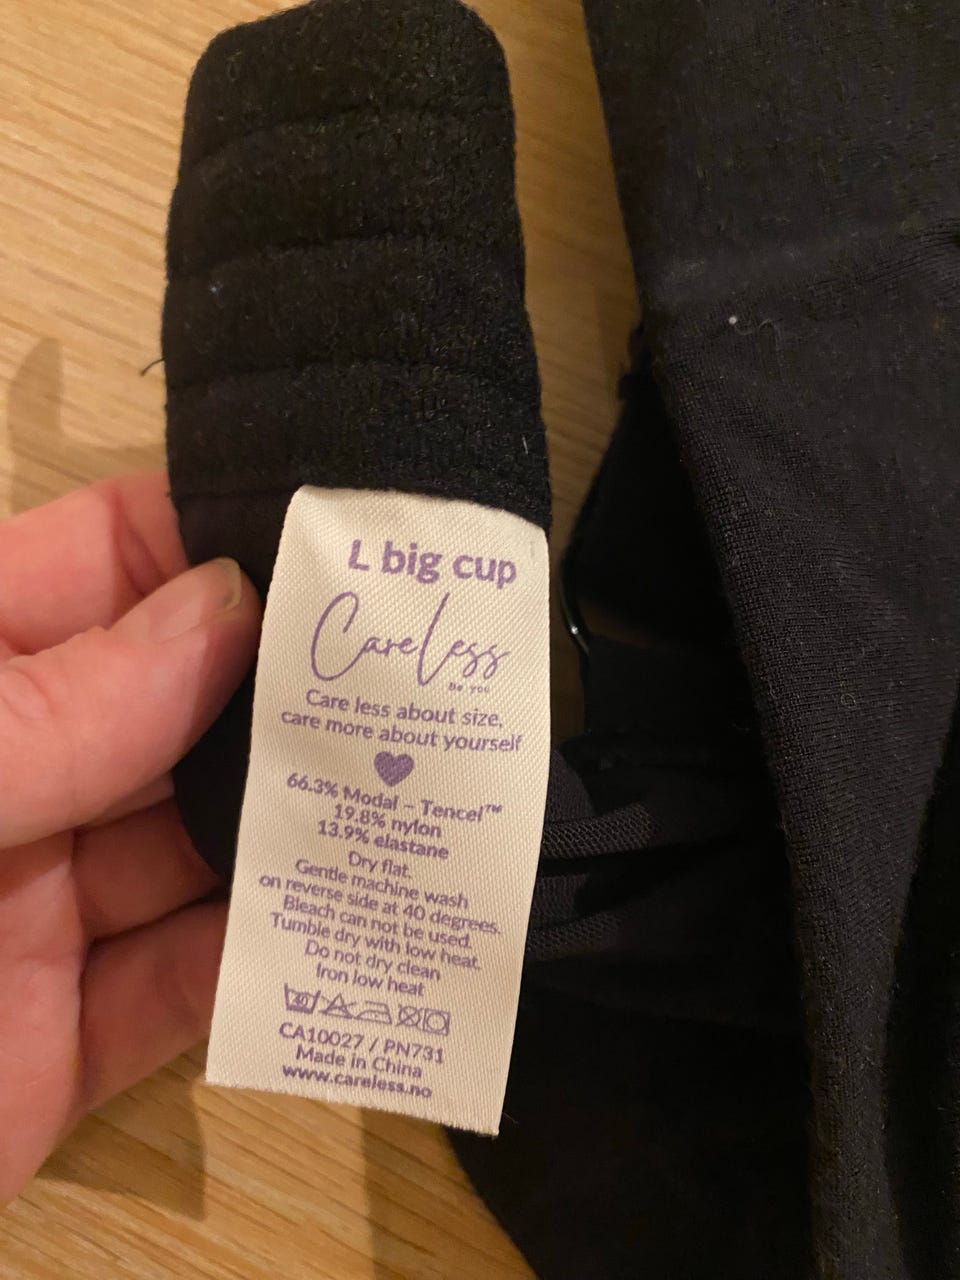 L big cup
CareLess
Be you
Care less about size,
care more about yourself
66.3% Modal – Tencel™
19.8% nylon
13.9% elastane
Dry flat.
Gentle machine wash
on reverse side at 40 degrees.
Bleach can not be used.
Tumble dry with low heat.
Do not dry clean
Iron low heat
40
CA10027 / PN731
Made in China
www.careless.no